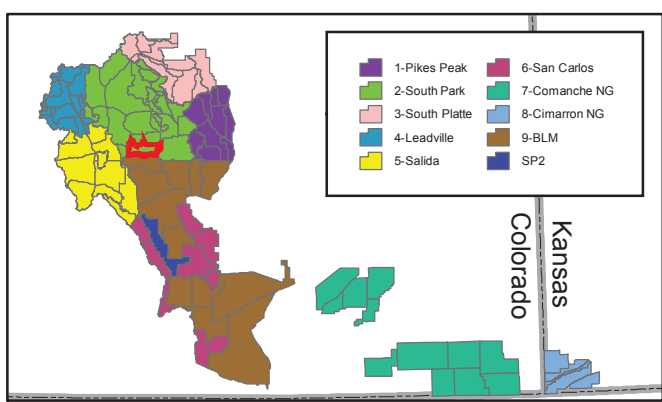 1-Pikes Peak
2-South Park
3-South Platte
4-Leadville
5-Salida
6-San Carlos
7-Comanche NG
8-Cimarron NG
9-BLM
SP2
Kansas
Colorado